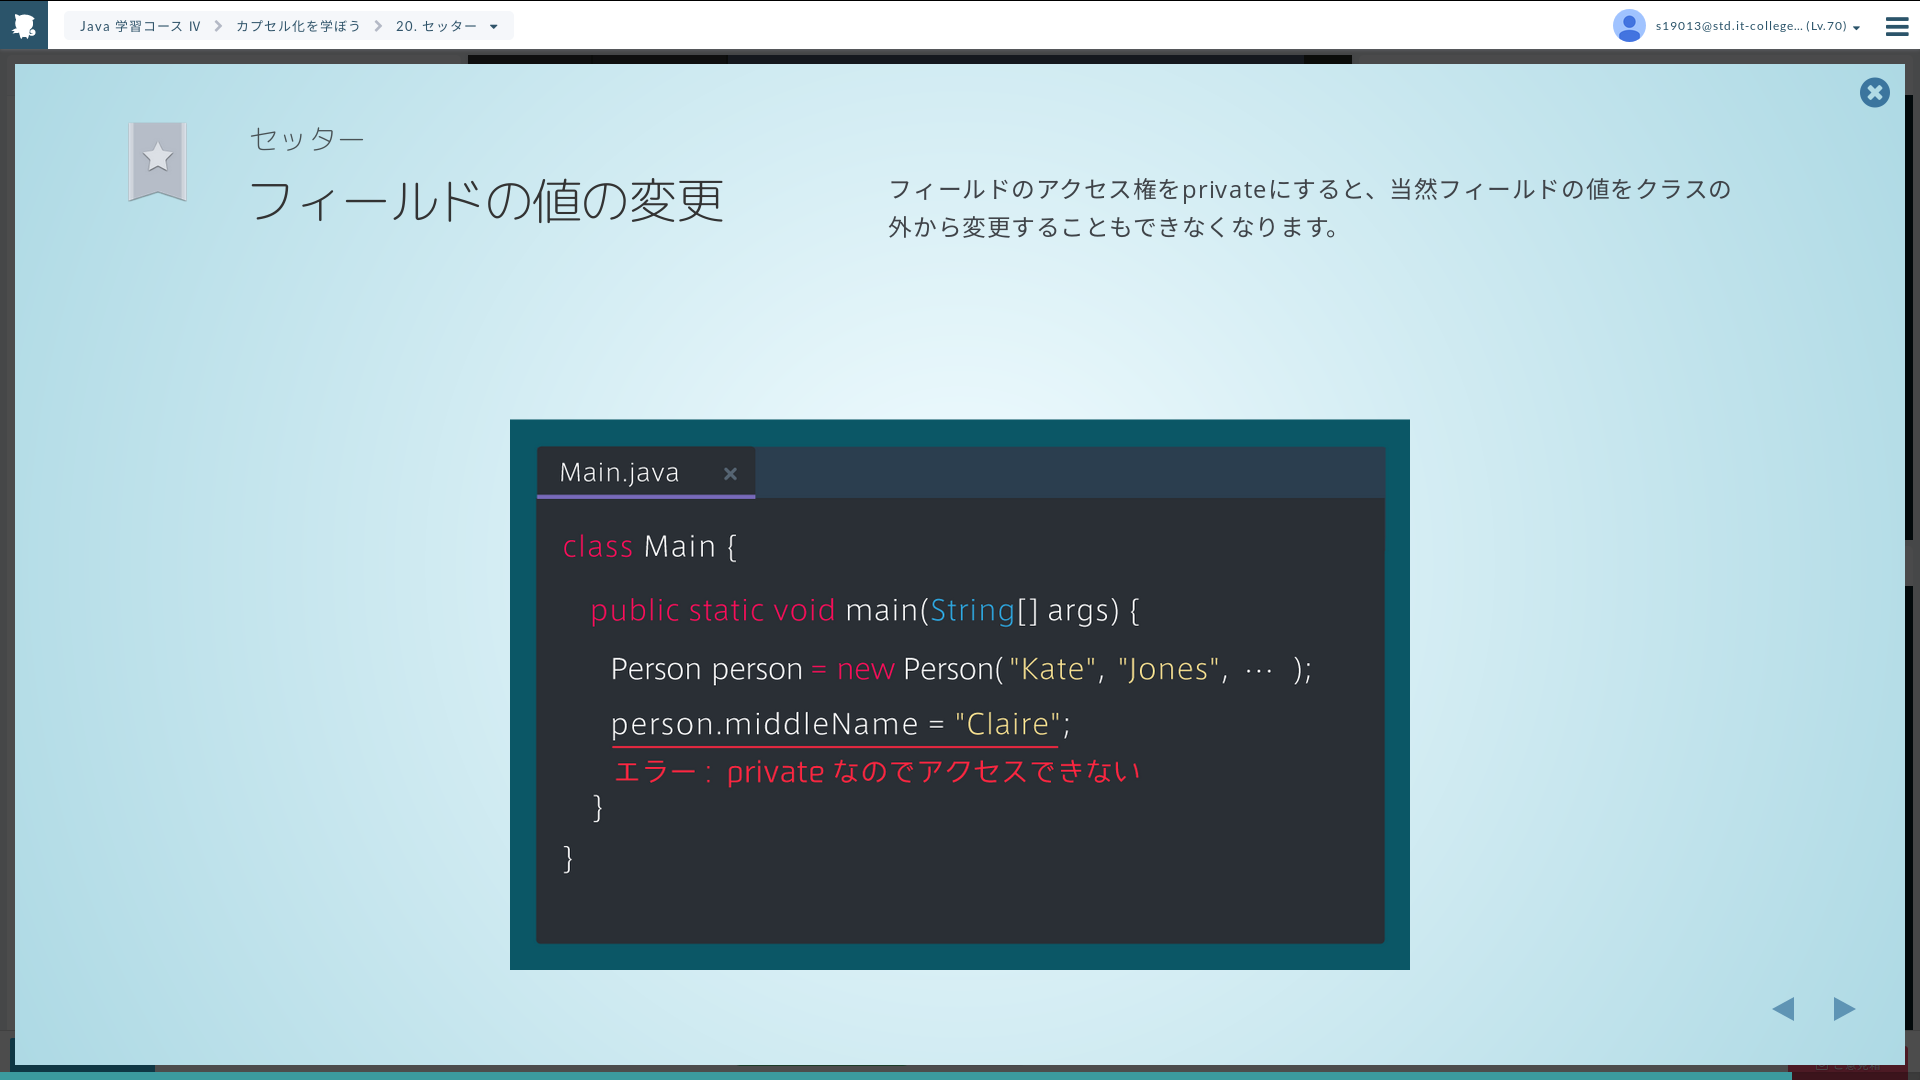 Java 学習コース Ⅳ カプセル化を学ぼう 20. セッター
s19013@std.it-college... (Lv.70)
セッター
フィールドの値の変更
フィールドのアクセス権をprivateにすると、当然フィールドの値をクラスの
外から変更することもできなくなります。
Main.java
class Main {
public static void main(String[] args) {
Person person = new Person("Kate", "Jones", … );
person.middleName = "Claire";
エラー : private なのでアクセスできない
}
}